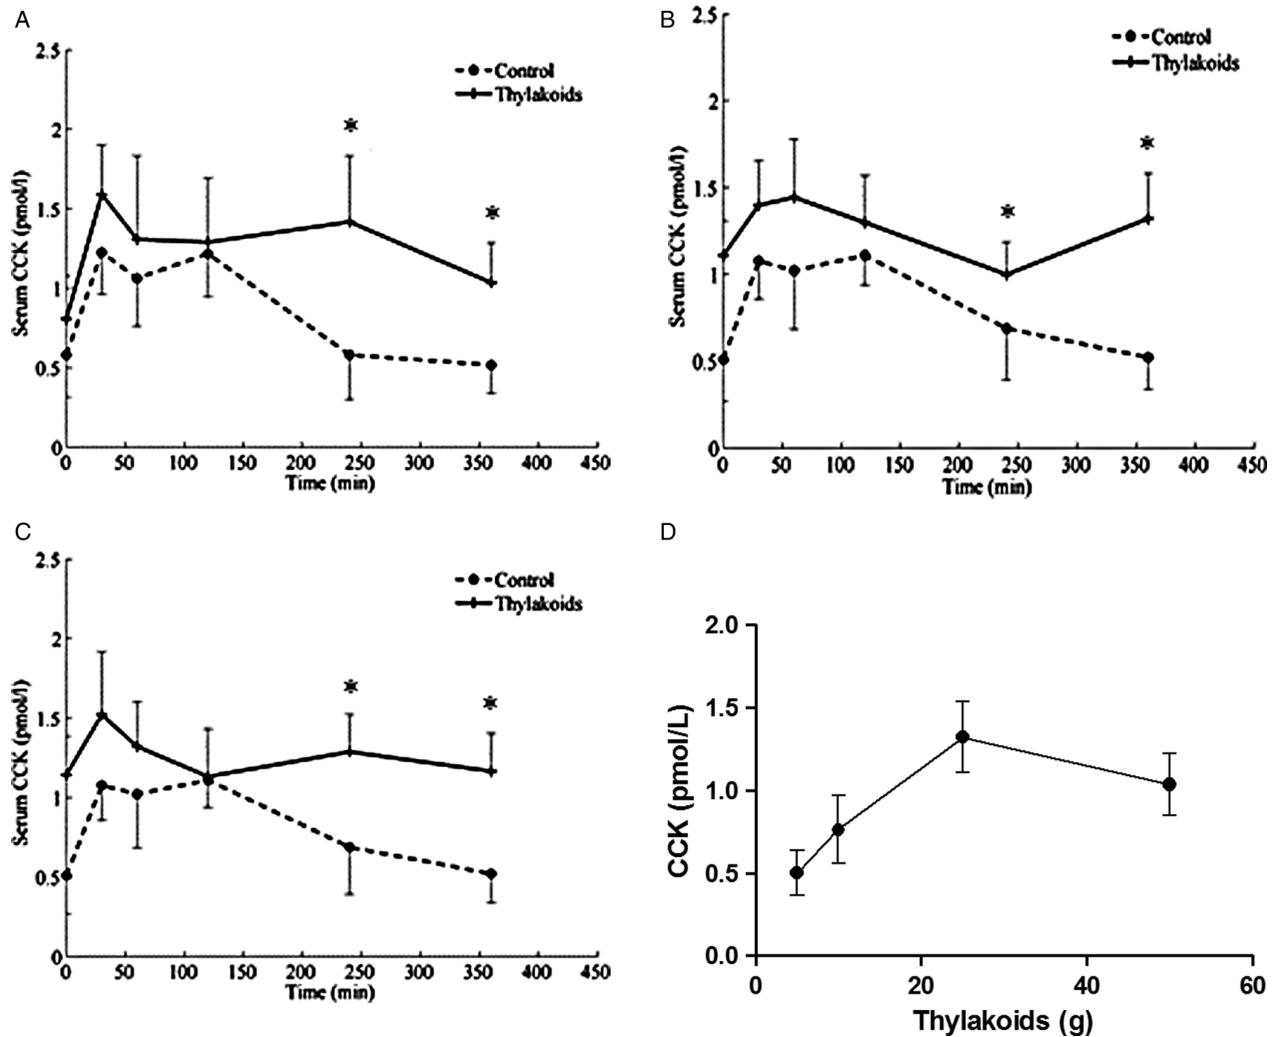 A
2.5
2
1.5
1
0.5
0
Serum CCK (pmol/l)
Control
Thylakoids
*
*
0 50 100 150 200 250 300 350 400 450
Time (min)
B
2.5
2
1.5
1
0.5
0
Serum CCK (pmol/l)
Control
Thylakoids
*
*
0 50 100 150 200 250 300 350 400 450
Time (min)
C
2.5
2
1.5
1
0.5
0
Serum CCK (pmol/l)
Control
Thylakoids
*
*
0 50 100 150 200 250 300 350 400 450
Time (min)
D
2.0
1.5
1.0
0.5
0.0
CCK (pmol/L)
0 20 40 60
Thylakoids (g)